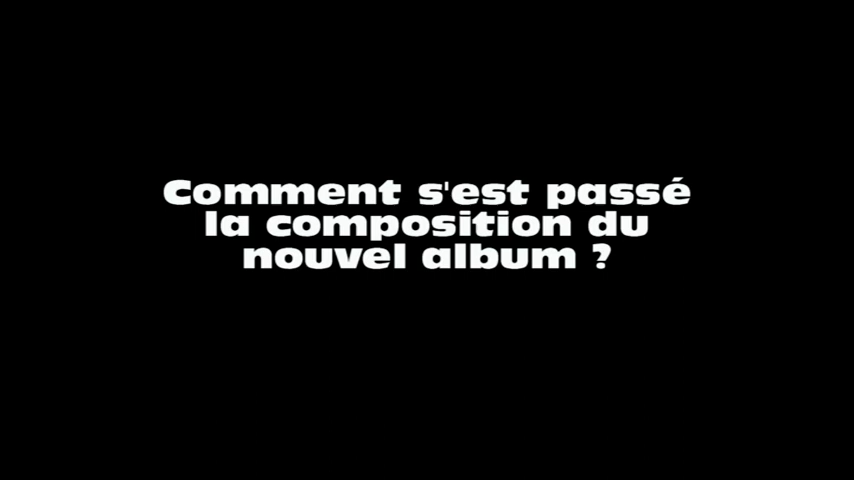 Comment s'est passé
la composition du
nouvel album ?